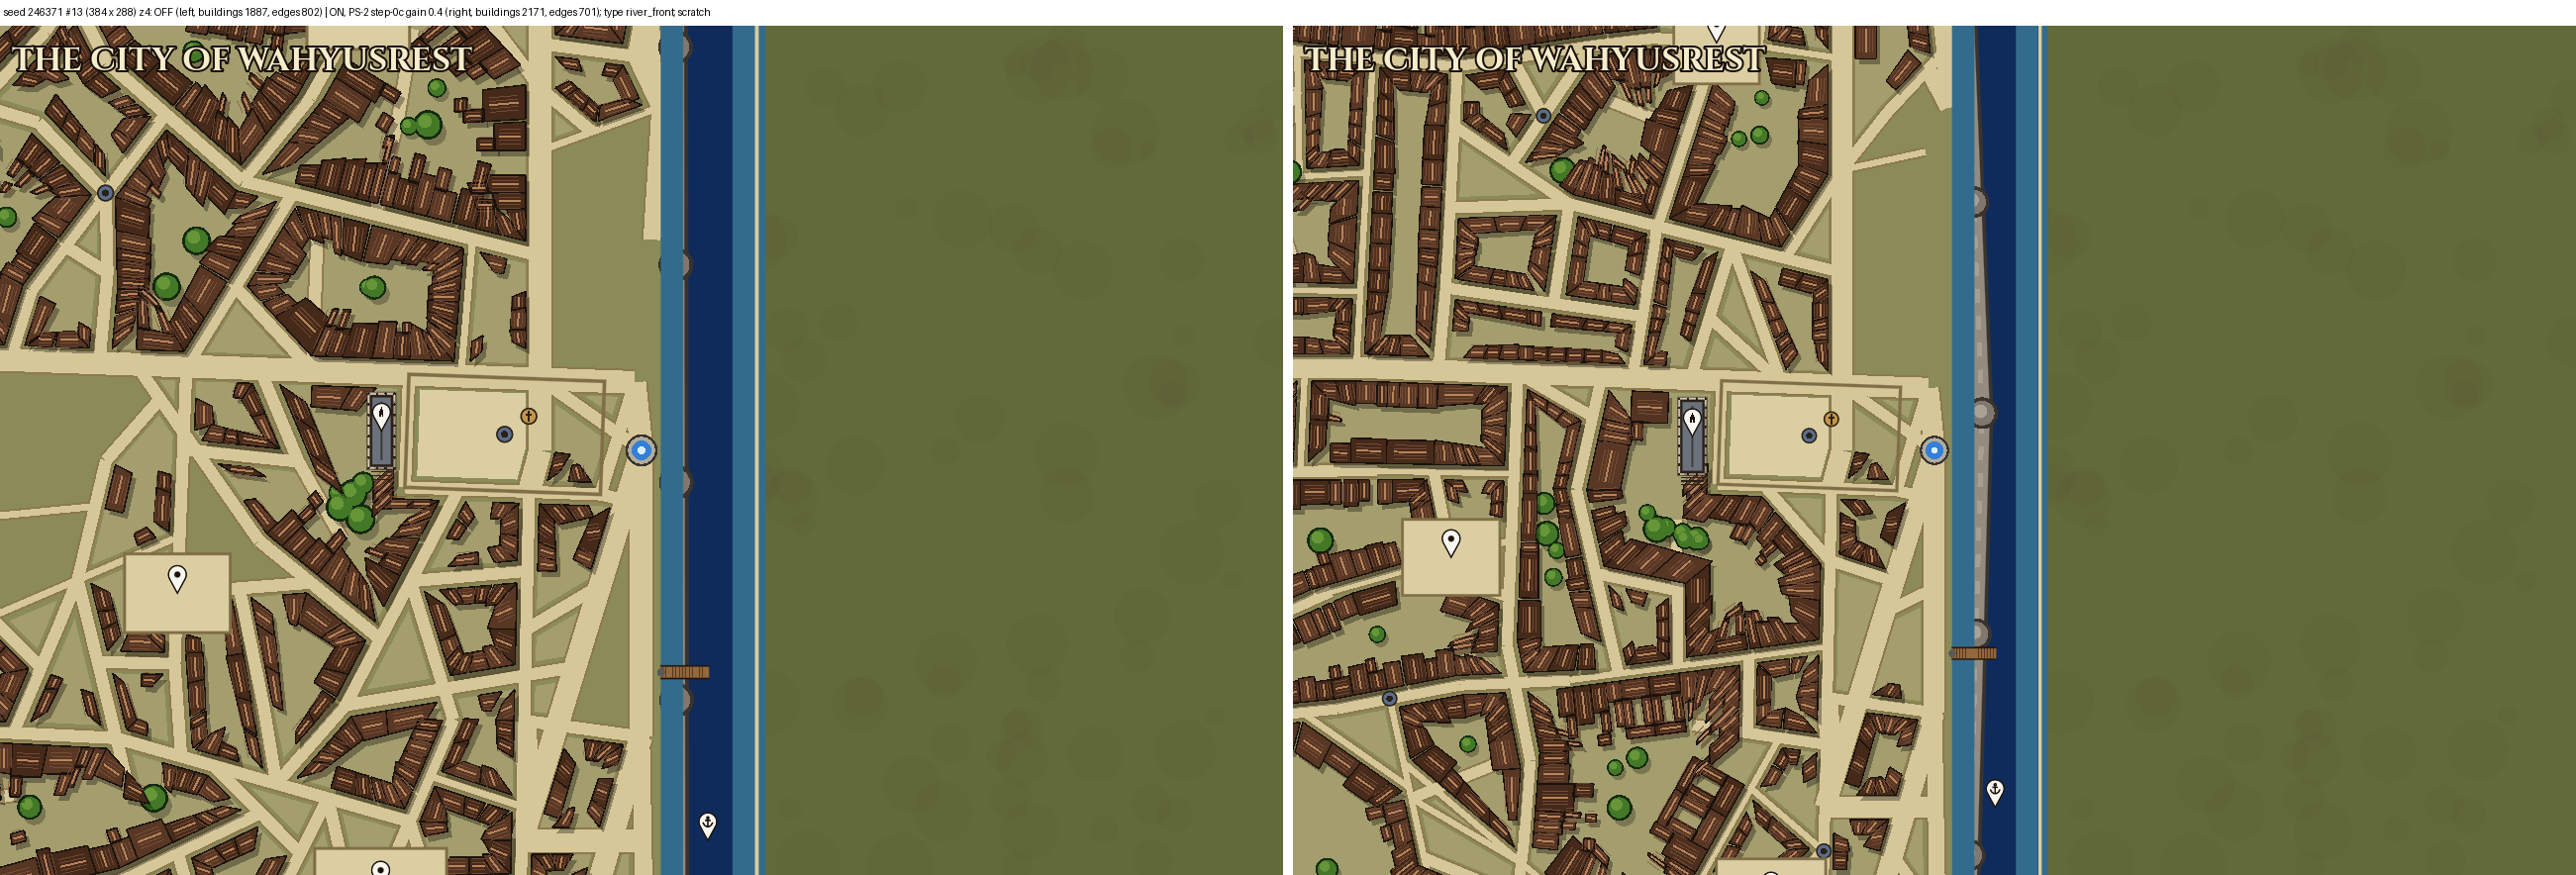 seed 246371 #13 (384 x 288) z4: OFF (left, buildings 1887, edges 802) | ON, PS-2 step-0c gain 0.4 (right, buildings 2171, edges 701); type river_front; scratch
THE CITY OF WAHYUSREST
THE CITY OF WAHYUSREST